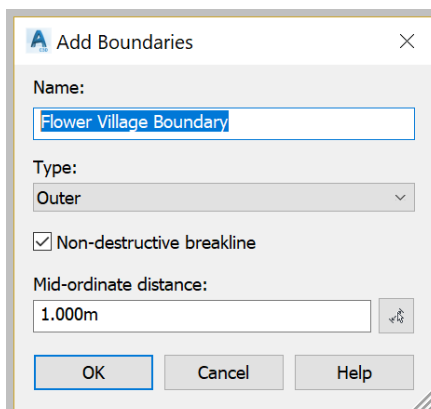 Add Boundaries
Name:
Flower Village Boundary
Type:
Outer
Non-destructive breakline
Mid-ordinate distance:
1.000m
OK Cancel Help